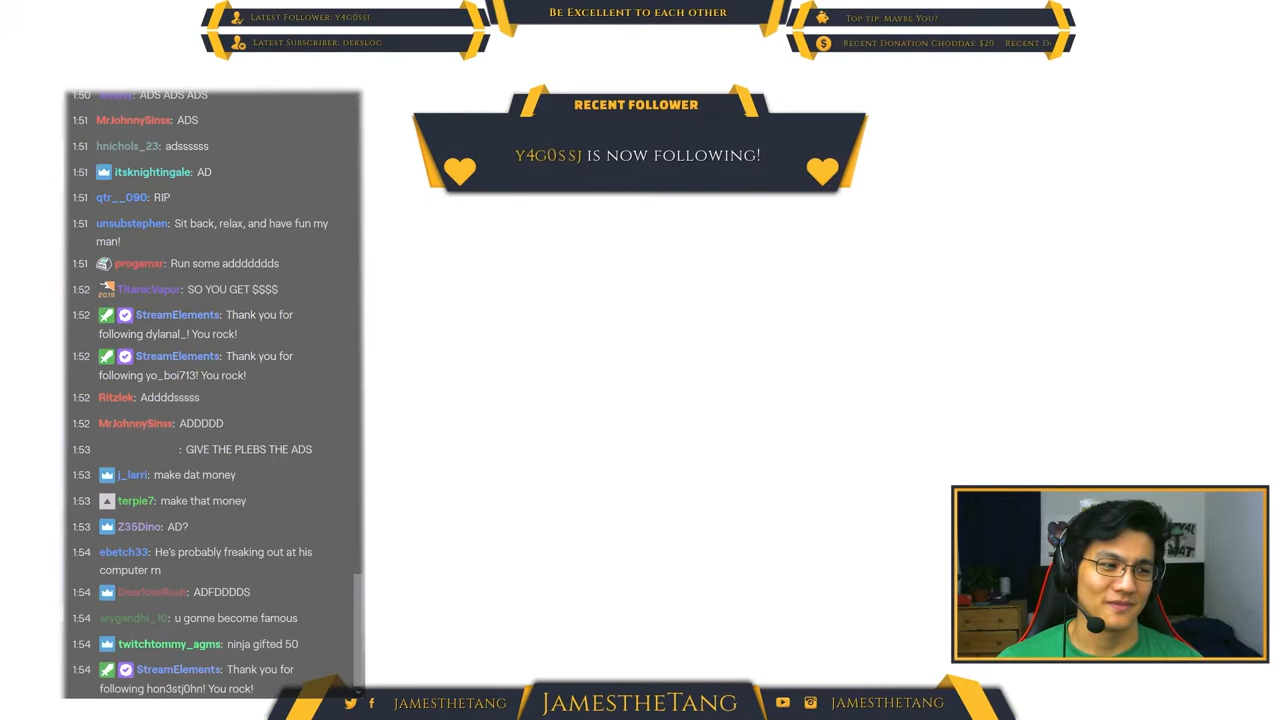 Latest Follower: Y4G0ssj
Latest Subscriber: deksloc
Be Excellent to each other
Top tip: Maybe You?
Recent Donation Choddas: $20 Recent D
RECENT FOLLOWER
Y4G0SSJ IS NOW FOLLOWING!
1:50 : ADS ADS ADS
1:51 MrJohnnySinss: ADS
1:51 hnichols_23: adssssss
1:51 itsknightingale: AD
1:51 qtr__090: RIP
1:51 unsubstephen: Sit back, relax, and have fun my
man!
1:51 progamxr: Run some addddddds
1:52 2019 TitanicVapor: SO YOU GET $$$$
1:52 StreamElements: Thank you for
following dylanal_! You rock!
1:52 StreamElements: Thank you for
following yo_boi713! You rock!
1:52 Ritzlek: Addddsssss
1:52 MrJohnnySinss: ADDDDD
1:53 : GIVE THE PLEBS THE ADS
1:53 j_larri: make dat money
1:53 terpie7: make that money
1:53 Z35Dino: AD?
1:54 ebetch33: He's probably freaking out at his
computer rn
1:54 : ADFDDDDS
1:54 arygandhi_10: u gonne become famous
1:54 twitchtommy_agms: ninja gifted 50
1:54 StreamElements: Thank you for
following hon3stj0hn! You rock!
JAMESTHETANG
JamestheTang
JAMESTHETANG